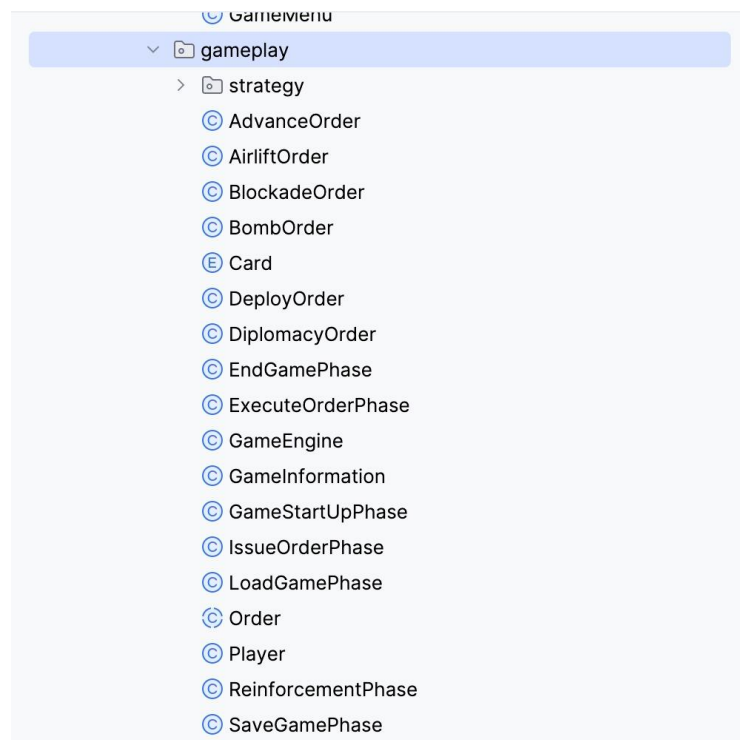 GameMenu
gameplay
strategy
C AdvanceOrder
C AirliftOrder
C BlockadeOrder
C BombOrder
E Card
C DeployOrder
C DiplomacyOrder
C EndGamePhase
C ExecuteOrderPhase
C GameEngine
C GameInformation
C GameStartUpPhase
C IssueOrderPhase
C LoadGamePhase
C Order
C Player
C ReinforcementPhase
C SaveGamePhase